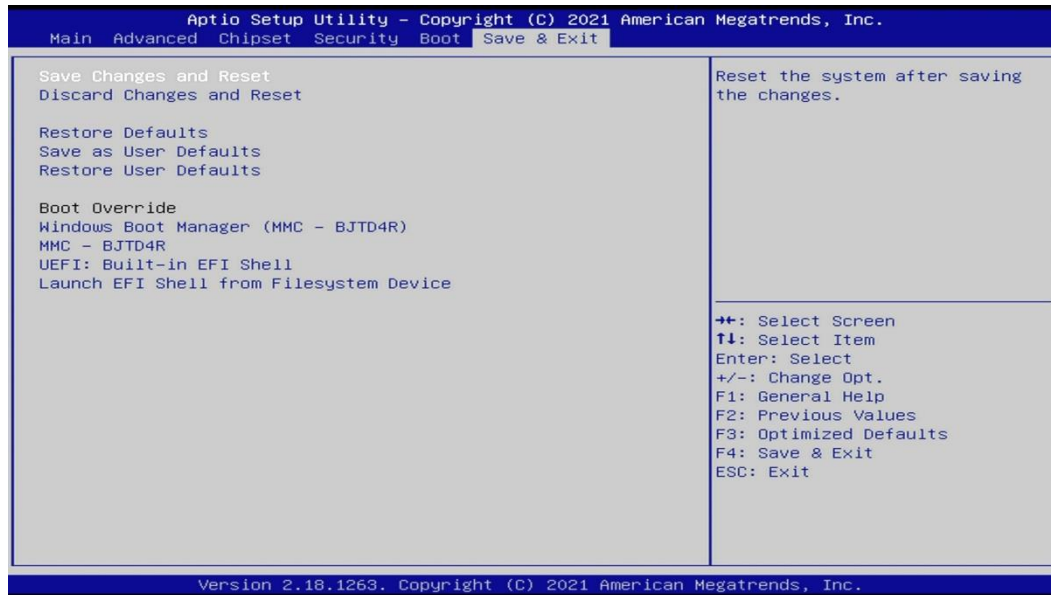 Aptio Setup Utility – Copyright (C) 2021 American Megatrends, Inc.
Main Advanced Chipset Security Boot Save & Exit
Save Changes and Reset
Discard Changes and Reset
Restore Defaults
Save as User Defaults
Restore User Defaults
Boot Override
Windows Boot Manager (MMC – BJTD4R)
MMC – BJTD4R
UEFI: Built-in EFI Shell
Launch EFI Shell from Filesystem Device
Reset the system after saving
the changes.
→←: Select Screen
↑↓: Select Item
Enter: Select
+/-: Change Opt.
F1: General Help
F2: Previous Values
F3: Optimized Defaults
F4: Save & Exit
ESC: Exit
Version 2.18.1263. Copyright (C) 2021 American Megatrends, Inc.